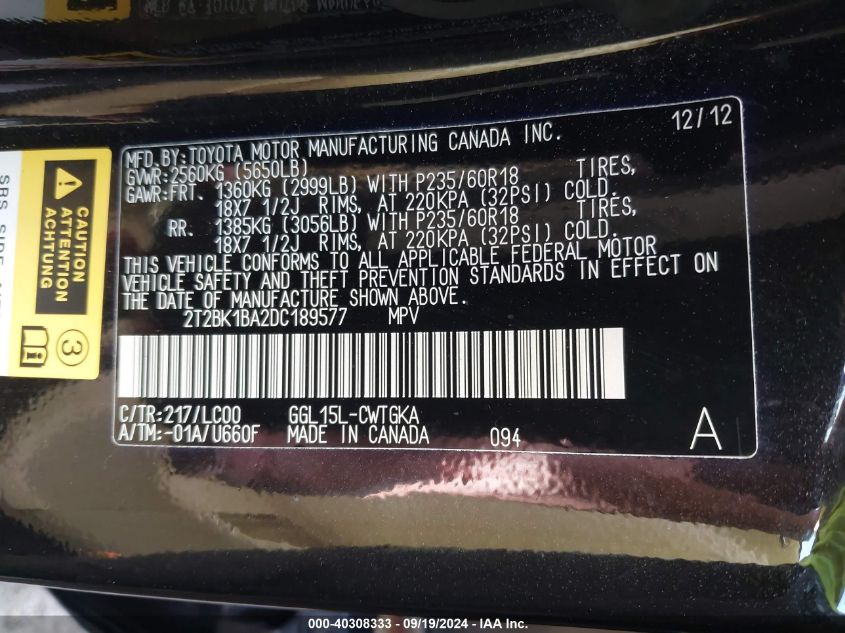 12/12
MFD.BY:TOYOTA MOTOR MANUFACTURING CANADA INC.
GVWR:2560KG (5650LB)
GAWR:FRT. 1360KG (2999LB) WITH P235/60R18 TIRES,
18X7 1/2J RIMS, AT 220KPA (32PSI) COLD.
RR. 1385KG (3056LB) WITH P235/60R18 TIRES,
18X7 1/2J RIMS, AT 220KPA (32PSI) COLD.
THIS VEHICLE CONFORMS TO ALL APPLICABLE FEDERAL MOTOR
VEHICLE SAFETY AND THEFT PREVENTION STANDARDS IN EFFECT ON
THE DATE OF MANUFACTURE SHOWN ABOVE.
2T2BK1BA2DC189577 MPV
C/TR:217/LC00 GGL15L-CWTGKA
A/TM:-01A/U660F MADE IN CANADA 094 A
CAUTION
ATTENTION
ACHTUNG
3
SRS SIDE
000-40308333 - 09/19/2024 - IAA Inc.